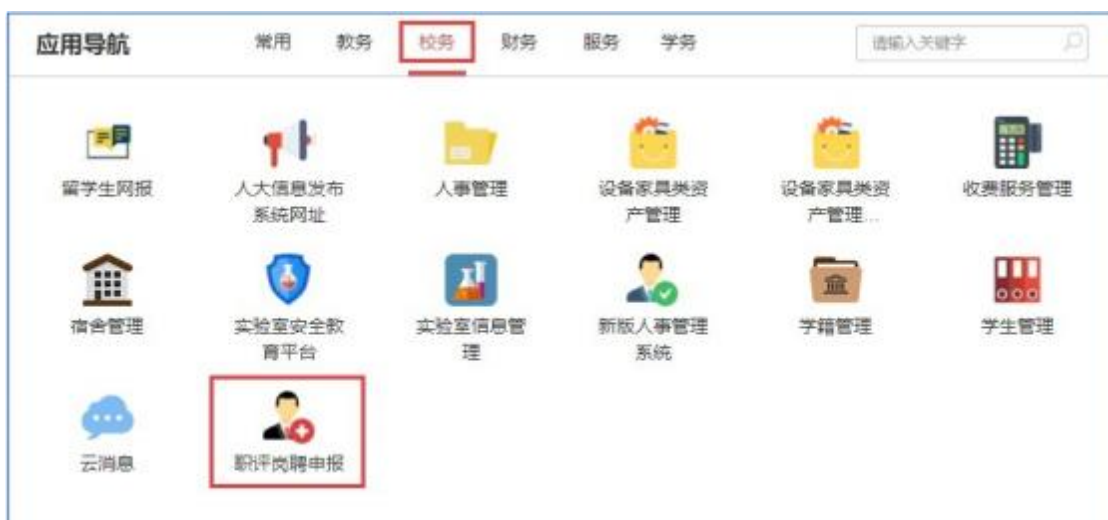 应用导航 常用 教务 校务 财务 服务 学务 请输入关键字
留学生网报 人大信息发布 人事管理 设备家具类资 设备家具类资 收费服务管理
系统网址 产管理 产管理...
宿舍管理 实验室安全教 实验室信息管 新版人事管理 学籍管理 学生管理
育平台 理 系统
云消息 职评岗聘申报